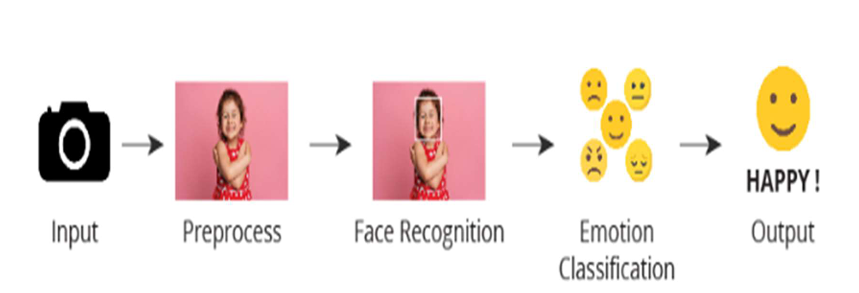 HAPPY !
Input
Preprocess
Face Recognition
Emotion
Classification
Output